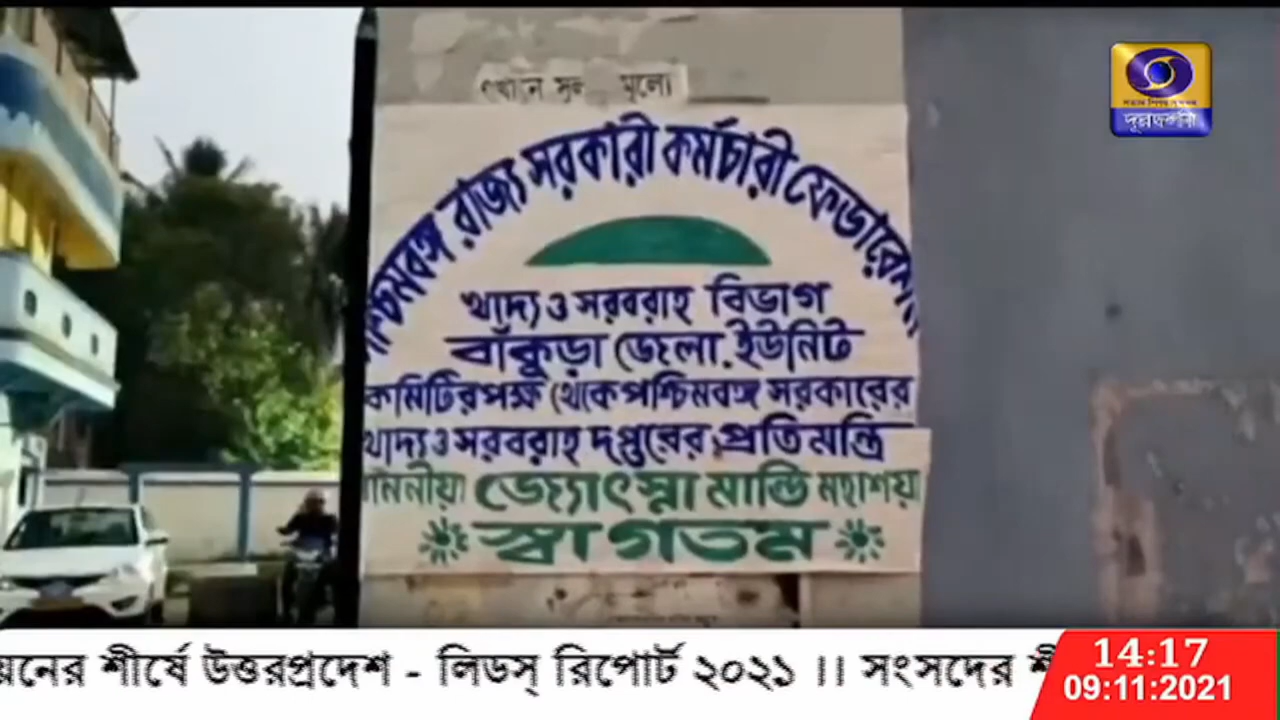 এখানে মূল্যে
পশ্চিমবঙ্গ রাজ্য সরকারী কর্মচারী ফেডারেশন
খাদ্য ও সরবরাহ বিভাগ
বাঁকুড়া জেলা ইউনিট
কমিটির পক্ষ থেকে পশ্চিমবঙ্গ সরকারের
খাদ্য ও সরবরাহ দপ্তরের প্রতিমন্ত্রি
মাননীয়া জ্যোৎস্না মান্ডি মহাশয়া
স্বাগতম
দূরদর্শন
য়নের শীর্ষে উত্তরপ্রদেশ - লিডস্ রিপোর্ট ২০২১ ।। সংসদের শী
14:17
09:11:2021